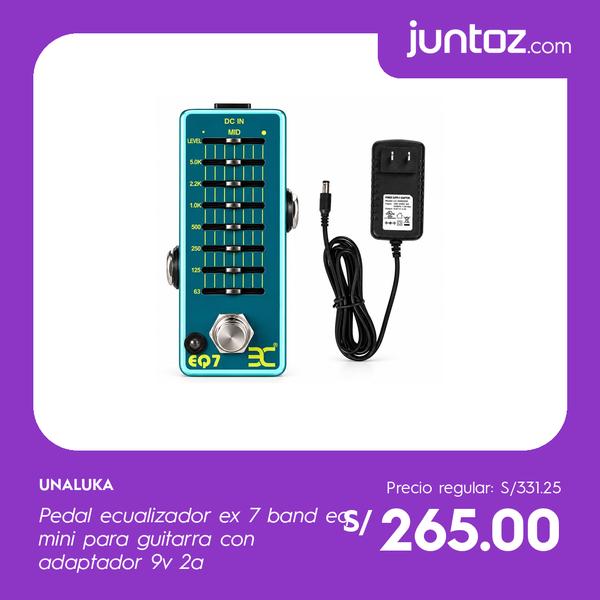 juntoz.com
DC IN
MID
LEVEL
5.0K
2.2K
1.0K
500
250
125
63
EQ7
UNALUKA
Precio regular: S/331.25
Pedal ecualizador ex 7 band eq
S/ 265.00
mini para guitarra con
adaptador 9v 2a